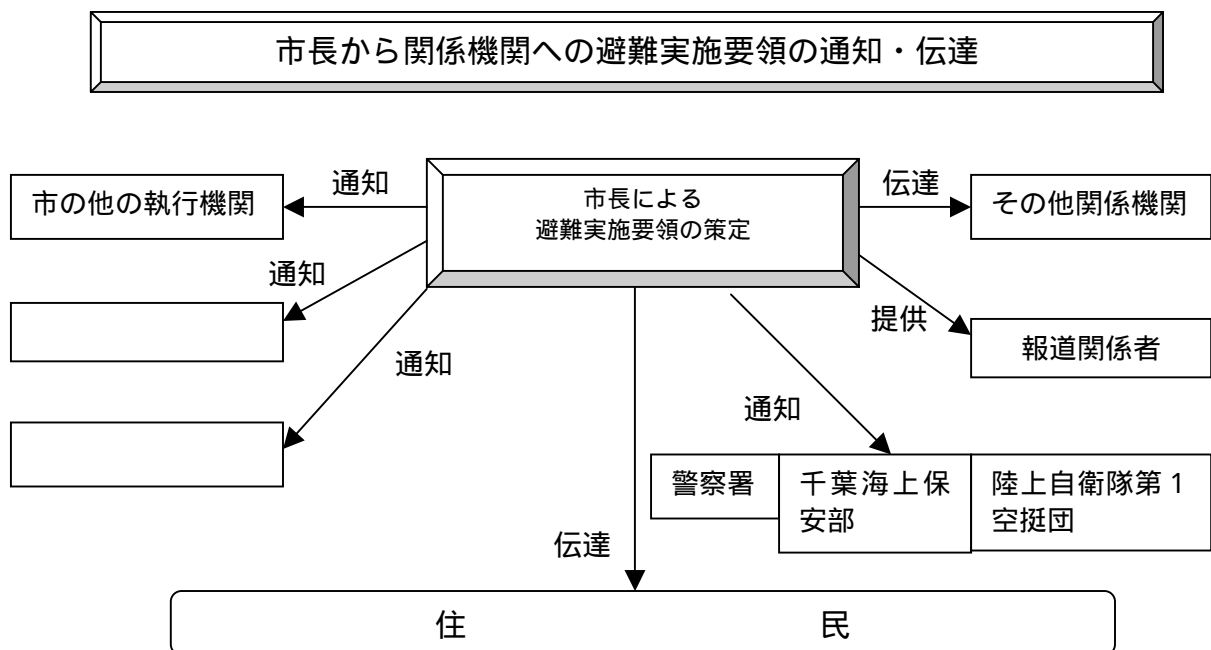 市長から関係機関への避難実施要領の通知・伝達
市の他の執行機関
通知
市長による
避難実施要領の策定
伝達
その他関係機関
通知
提供
報道関係者
通知
通知
警察署
千葉海上保
安部
陸上自衛隊第1
空挺団
伝達
住 民